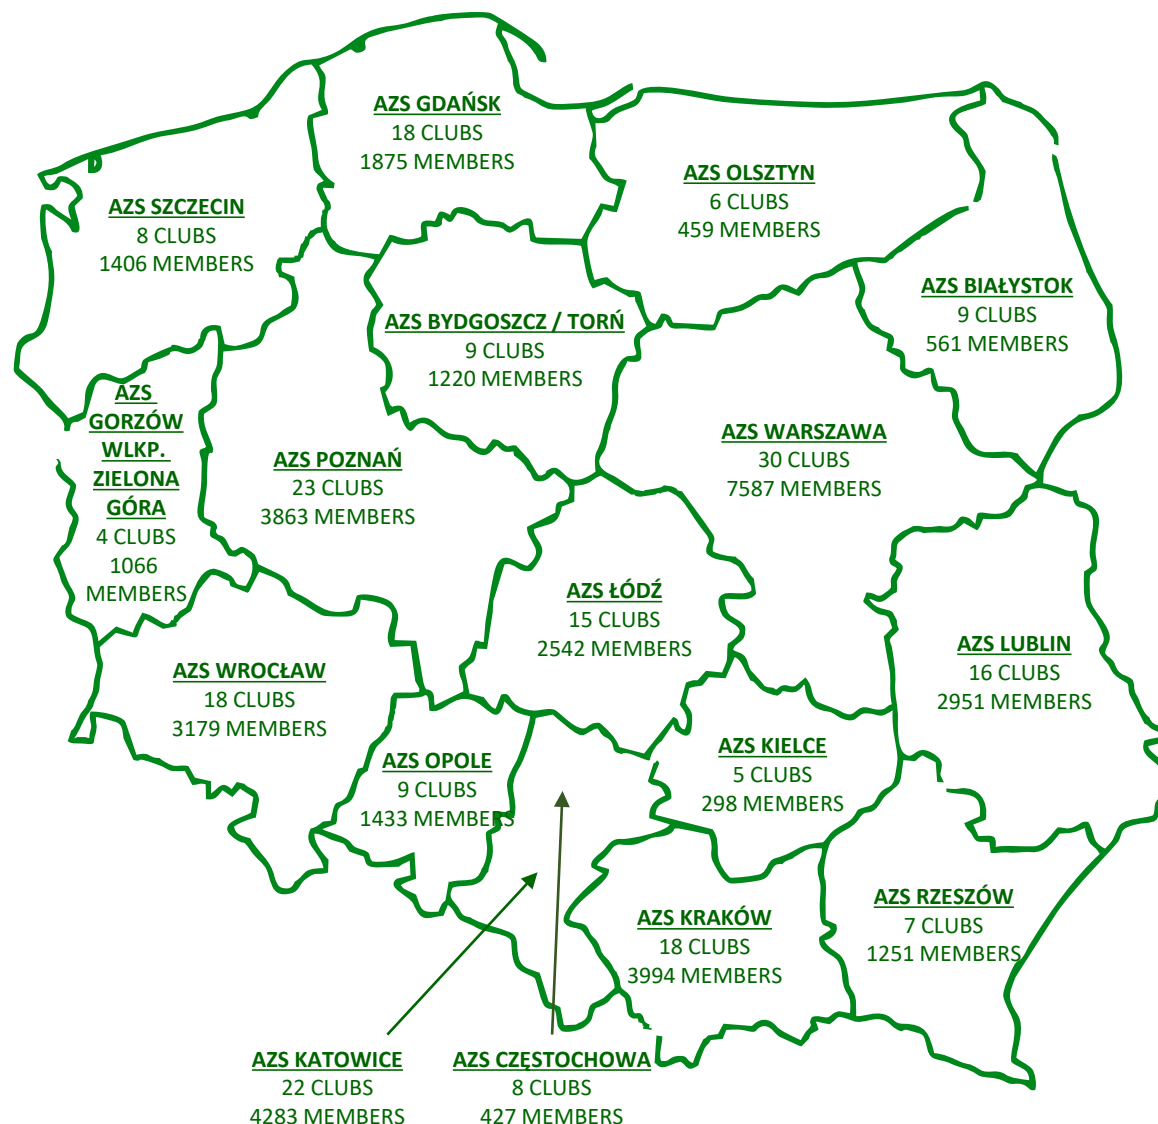 AZS GDAŃSK
18 CLUBS
1875 MEMBERS
AZS OLSZTYN
6 CLUBS
459 MEMBERS
AZS SZCZECIN
8 CLUBS
1406 MEMBERS
AZS BIAŁYSTOK
9 CLUBS
561 MEMBERS
AZS BYDGOSZCZ / TORŃ
9 CLUBS
1220 MEMBERS
AZS
GORZÓW
WLKP.
ZIELONA
GÓRA
4 CLUBS
1066
MEMBERS
AZS POZNAŃ
23 CLUBS
3863 MEMBERS
AZS WARSZAWA
30 CLUBS
7587 MEMBERS
AZS ŁÓDŹ
15 CLUBS
2542 MEMBERS
AZS LUBLIN
16 CLUBS
2951 MEMBERS
AZS WROCŁAW
18 CLUBS
3179 MEMBERS
AZS OPOLE
9 CLUBS
1433 MEMBERS
AZS KIELCE
5 CLUBS
298 MEMBERS
AZS KRAKÓW
18 CLUBS
3994 MEMBERS
AZS RZESZÓW
7 CLUBS
1251 MEMBERS
AZS KATOWICE
22 CLUBS
4283 MEMBERS
AZS CZĘSTOCHOWA
8 CLUBS
427 MEMBERS